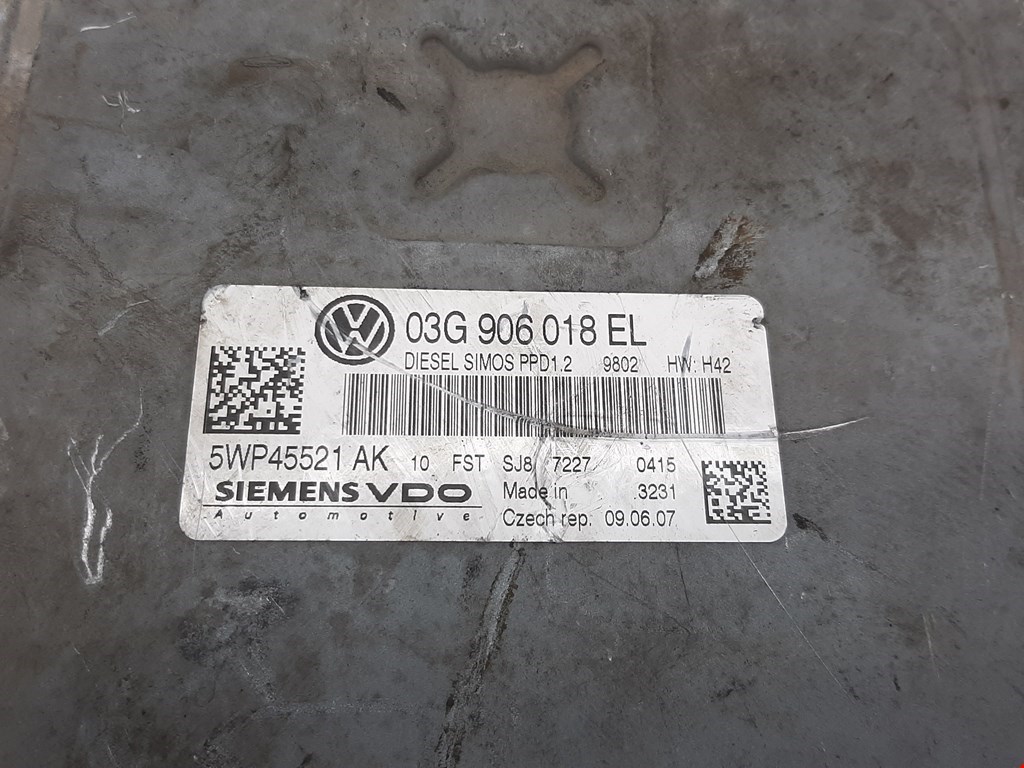 03G 906 018 EL
DIESEL SIMOS PPD1.2 9802 HW: H42
5WP45521 AK 10 FST SJ8 7227 0415
SIEMENS VDO Made in 3231
Automotive Czech rep. 09.06.07